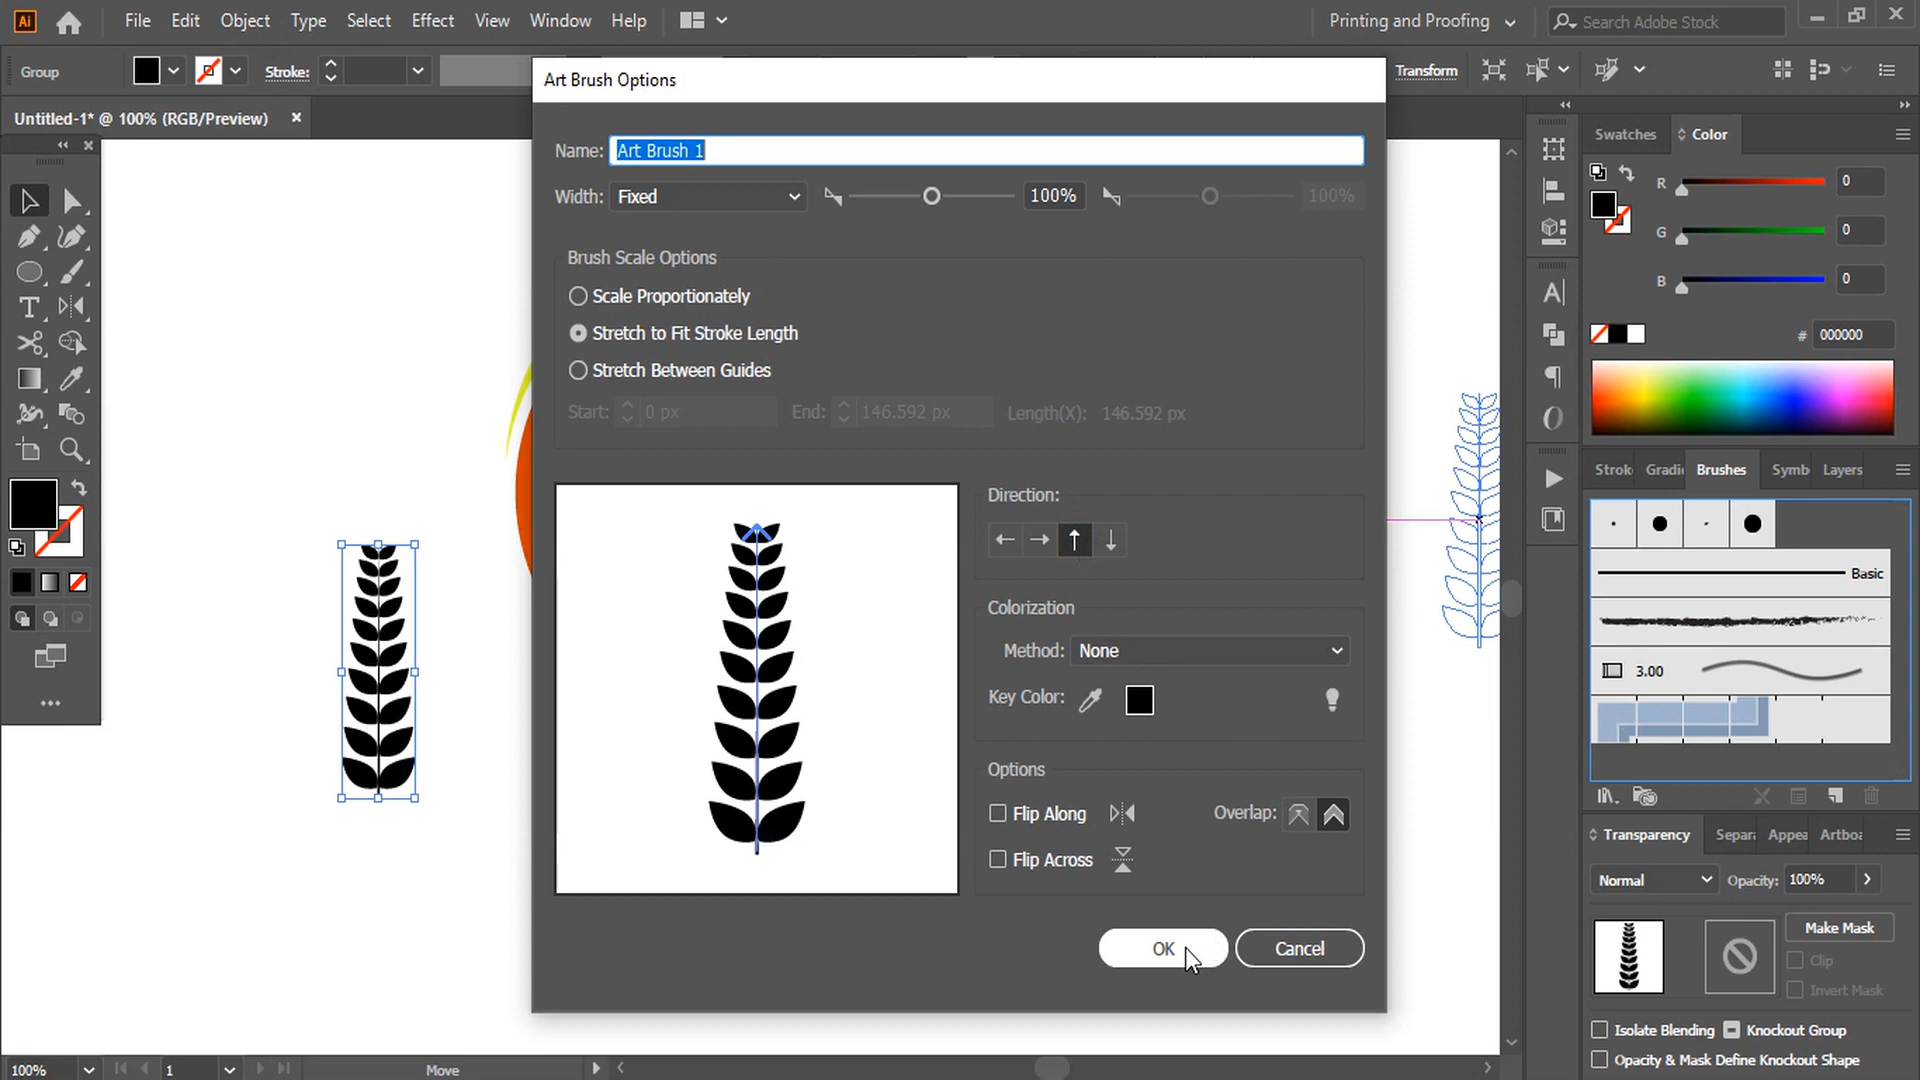 Ai File Edit Object Type Select Effect View Window Help Printing and Proofing Search Adobe Stock
Group Stroke: Transform
Untitled-1* @ 100% (RGB/Preview)
Art Brush Options
Name: Art Brush 1
Width: Fixed 100% 100%
Brush Scale Options
Scale Proportionately
Stretch to Fit Stroke Length
Stretch Between Guides
Start: 0 px End: 146.592 px Length(X): 146.592 px
Direction:
Colorization
Method: None
Key Color:
Options
Flip Along Overlap:
Flip Across
OK Cancel
Swatches Color
R 0
G 0
B 0
# 000000
Strok Gradi Brushes Symb Layers
Basic
3.00
Transparency Separa Appea Artboa
Normal Opacity: 100%
Make Mask
Clip
Invert Mask
Isolate Blending Knockout Group
Opacity & Mask Define Knockout Shape
100% 1 Move